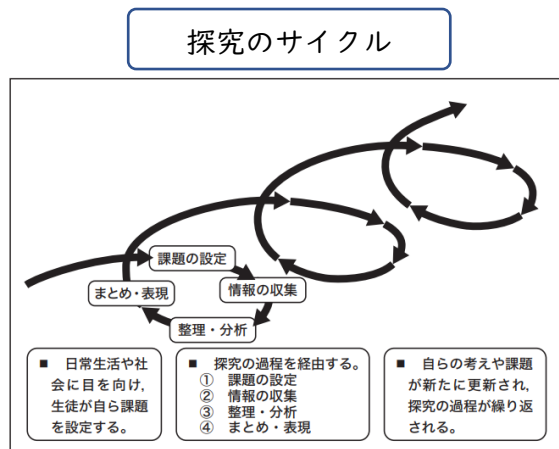 探究のサイクル
課題の設定
情報の収集
まとめ・表現
整理・分析
■ 日常生活や社
会に目を向け,
生徒が自ら課題
を設定する。
■ 探究の過程を経由する。
① 課題の設定
② 情報の収集
③ 整理・分析
④ まとめ・表現
■ 自らの考えや課題
が新たに更新され,
探究の過程が繰り返
される。